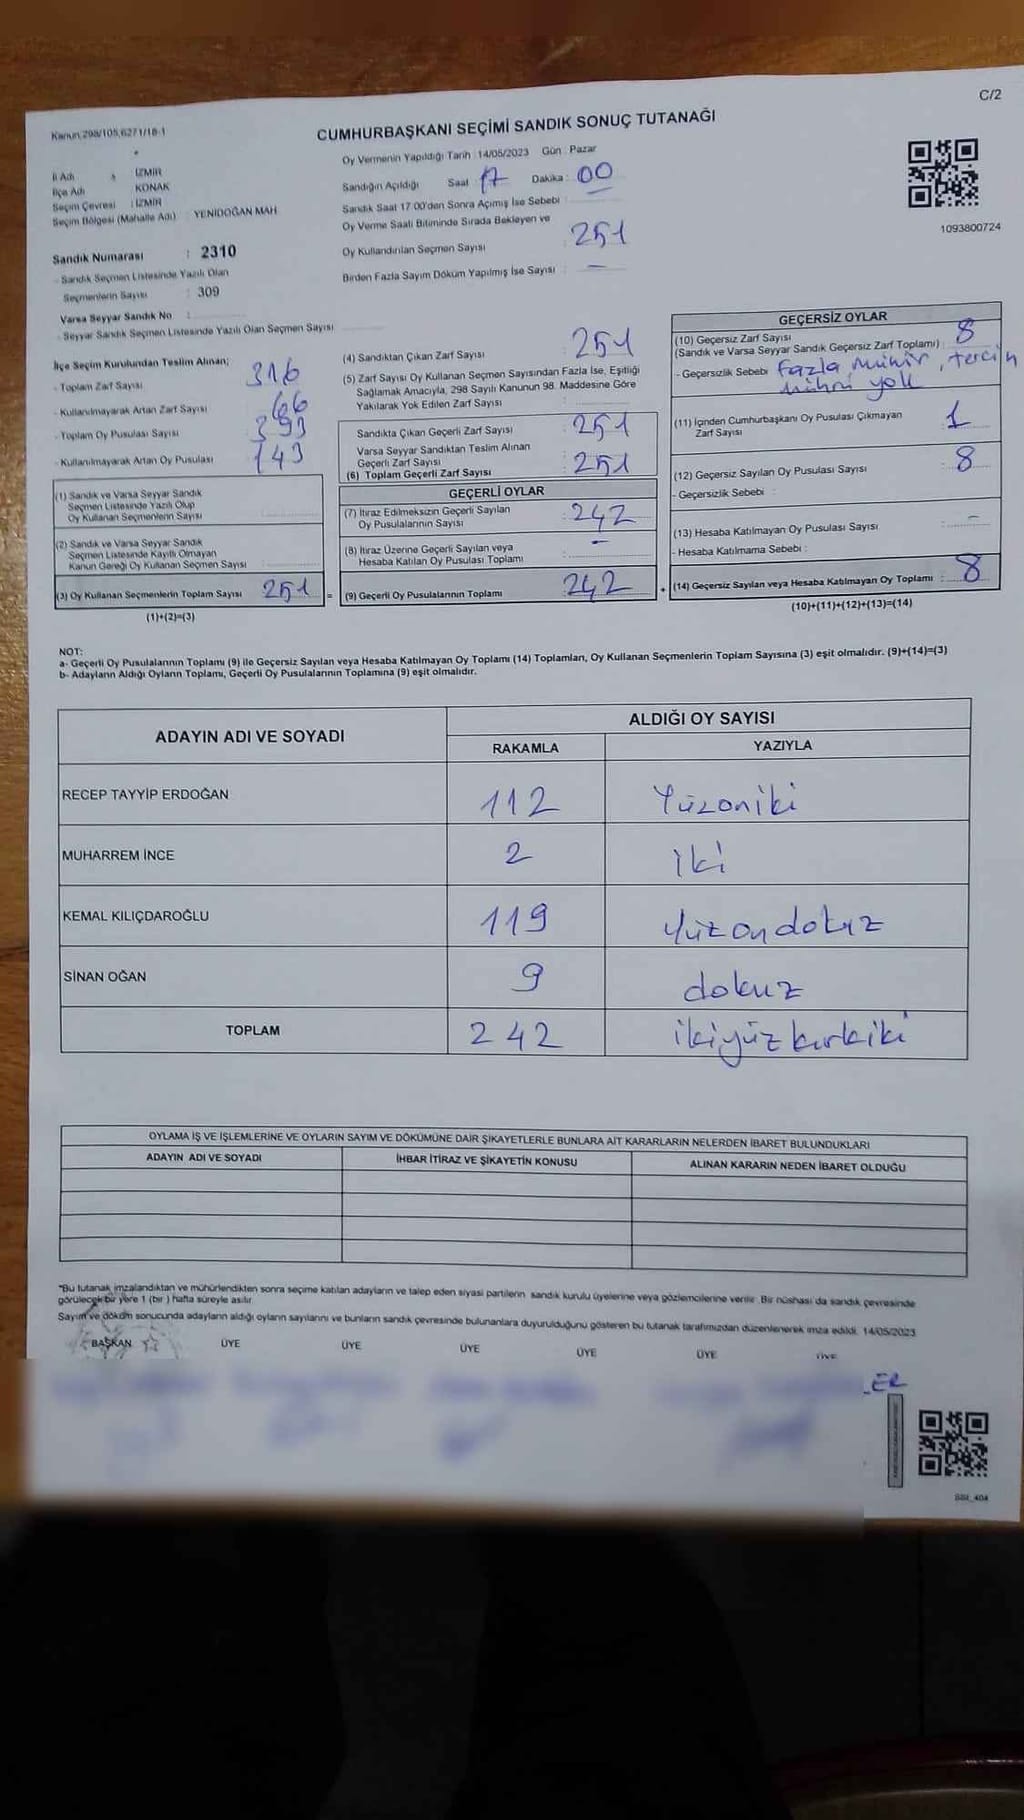 C/2
Kanun 298/105,6271/18-1
CUMHURBAŞKANI SEÇİMİ SANDIK SONUÇ TUTANAĞI
İl Adı : İZMİR
İlçe Adı KONAK
Seçim Çevresi : İZMİR
Seçim Bölgesi (Mahalle Adı) : YENİDOĞAN MAH
Sandık Numarası : 2310
- Sandık Seçmen Listesinde Yazılı Olan
Seçmenlerin Sayısı : 309
Varsa Seyyar Sandık No :
- Seyyar Sandık Seçmen Listesinde Yazılı Olan Seçmen Sayısı
Oy Vermenin Yapıldığı Tarih : 14/05/2023 Gün : Pazar
Sandığın Açıldığı Saat 17 Dakika : 00
Sandık Saat 17:00'den Sonra Açımış İse Sebebi :
Oy Verme Saati Bitiminde Sırada Bekleyen ve
Oy Kullandırılan Seçmen Sayısı : 251
Birden Fazla Sayım Döküm Yapılmış İse Sayısı : —
1093800724
İlçe Seçim Kurulundan Teslim Alınan;
- Toplam Zarf Sayısı 316
- Kullanılmayarak Artan Zarf Sayısı 66
- Toplam Oy Pusulası Sayısı 393
- Kullanılmayarak Artan Oy Pusulası 143
(1) Sandık ve Varsa Seyyar Sandık
Seçmen Listesinde Yazılı Olup
Oy Kullanan Seçmenlerin Sayısı
(2) Sandık ve Varsa Seyyar Sandık
Seçmen Listesinde Kayıtlı Olmayan
Kanun Gereği Oy Kullanan Seçmen Sayısı
(3) Oy Kullanan Seçmenlerin Toplam Sayısı 251 =
(1)+(2)=(3)
(4) Sandıktan Çıkan Zarf Sayısı : 251
(5) Zarf Sayısı Oy Kullanan Seçmen Sayısından Fazla İse, Eşitliği
Sağlamak Amacıyla, 298 Sayılı Kanunun 98. Maddesine Göre
Yakılarak Yok Edilen Zarf Sayısı
Sandıkta Çıkan Geçerli Zarf Sayısı : 251
Varsa Seyyar Sandıktan Teslim Alınan
Geçerli Zarf Sayısı
(6) Toplam Geçerli Zarf Sayısı : 251
GEÇERLİ OYLAR
(7) İtiraz Edilmeksizin Geçerli Sayılan
Oy Pusulalarının Sayısı : 242
(8) İtiraz Üzerine Geçerli Sayılan veya
Hesaba Katılan Oy Pusulası Toplamı : —
(9) Geçerli Oy Pusulalarının Toplamı : 242 +
GEÇERSİZ OYLAR
(10) Geçersiz Zarf Sayısı
(Sandık ve Varsa Seyyar Sandık Geçersiz Zarf Toplamı) : 8
- Geçersizlik Sebebi fazla mühür, tercih
mührü yok
(11) İçinden Cumhurbaşkanı Oy Pusulası Çıkmayan
Zarf Sayısı 1
(12) Geçersiz Sayılan Oy Pusulası Sayısı : 8
- Geçersizlik Sebebi :
(13) Hesaba Katılmayan Oy Pusulası Sayısı : –
- Hesaba Katılmama Sebebi :
(14) Geçersiz Sayılan veya Hesaba Katılmayan Oy Toplamı : 8
(10)+(11)+(12)+(13)=(14)
NOT:
a- Geçerli Oy Pusulalarının Toplamı (9) ile Geçersiz Sayılan veya Hesaba Katılmayan Oy Toplamı (14) Toplamları, Oy Kullanan Seçmenlerin Toplam Sayısına (3) eşit olmalıdır. (9)+(14)=(3)
b- Adayların Aldığı Oyların Toplamı, Geçerli Oy Pusulalarının Toplamına (9) eşit olmalıdır.
ADAYIN ADI VE SOYADI ALDIĞI OY SAYISI
RAKAMLA YAZIYLA
RECEP TAYYİP ERDOĞAN 112 Yüzoniki
MUHARREM İNCE 2 iki
KEMAL KILIÇDAROĞLU 119 yüzondokuz
SİNAN OĞAN 9 dokuz
TOPLAM 242 ikiyüzkırkiki
OYLAMA İŞ VE İŞLEMLERİNE VE OYLARIN SAYIM VE DÖKÜMÜNE DAİR ŞİKAYETLERLE BUNLARA AİT KARARLARIN NELERDEN İBARET BULUNDUKLARI
ADAYIN ADI VE SOYADI İHBAR İTİRAZ VE ŞİKAYETİN KONUSU ALINAN KARARIN NEDEN İBARET OLDUĞU
"Bu tutanak imzalandıktan ve mühürlendikten sonra seçime katılan adayların ve talep eden siyasi partilerin sandık kurulu üyelerine veya gözlemcilerine verilir. Bir nüshası da sandık çevresinde
görülecek bir yere 1 (bir ) hafta süreyle asılır.
Sayım ve döküm sonucunda adayların aldığı oyların sayılarını ve bunların sandık çevresinde bulunanlara duyurulduğunu gösteren bu tutanak tarafımızdan düzenlenerek imza edildi. 14/05/2023
BAŞKAN ÜYE ÜYE ÜYE ÜYE ÜYE ÜYE
ER